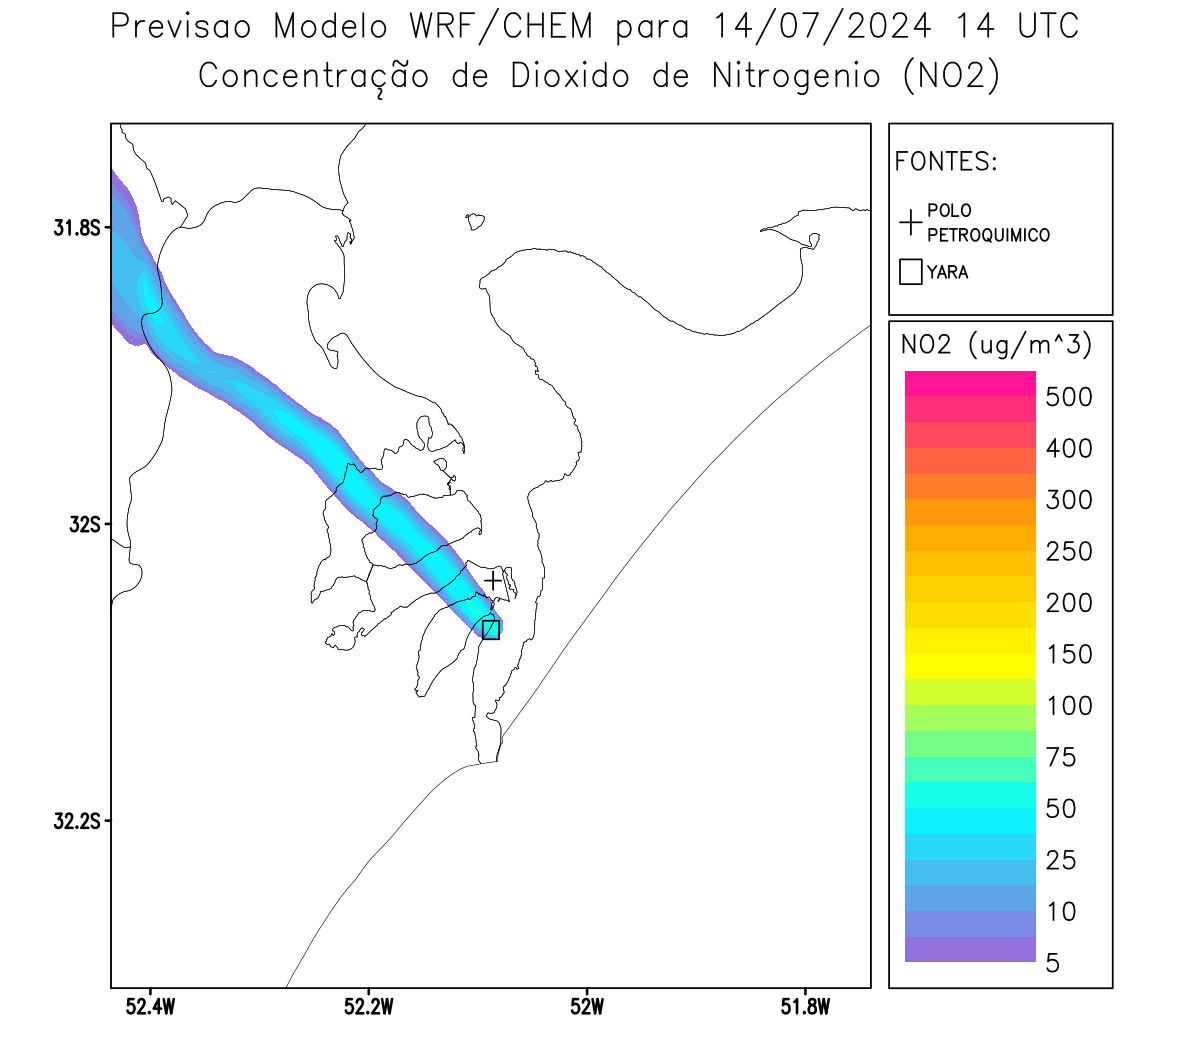 Previsao Modelo WRF/CHEM para 14/07/2024 14 UTC
Concentração de Dioxido de Nitrogenio (NO2)
FONTES:
POLO
PETROQUIMICO
YARA
NO2 (ug/m^3)
500
400
300
250
200
150
100
75
50
25
10
5
31.8S
32S
32.2S
52.4W
52.2W
52W
51.8W